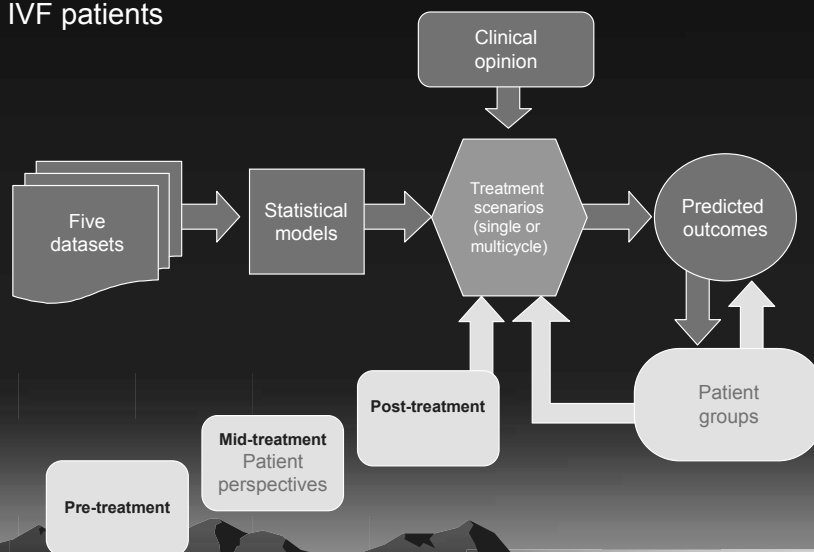 IVF patients
Clinical
opinion
Five
datasets
Statistical
models
Treatment
scenarios
(single or
multicycle)
Predicted
outcomes
Post-treatment
Patient
groups
Mid-treatment
Patient
perspectives
Pre-treatment